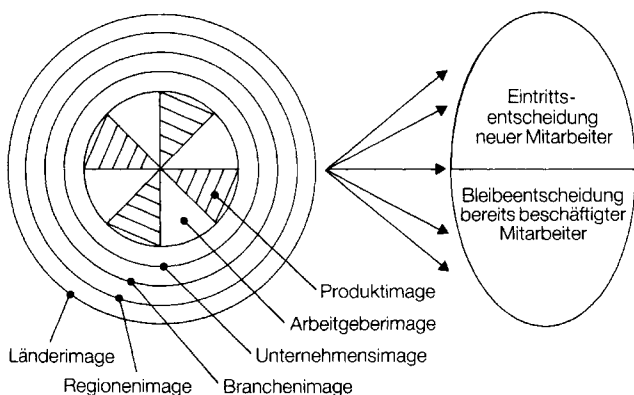 Eintritts-
entscheidung
neuer Mitarbeiter
Bleibeentscheidung
bereits beschäftigter
Mitarbeiter
Produktimage
Arbeitgeberimage
Länderimage
Unternehmensimage
Regionenimage
Branchenimage